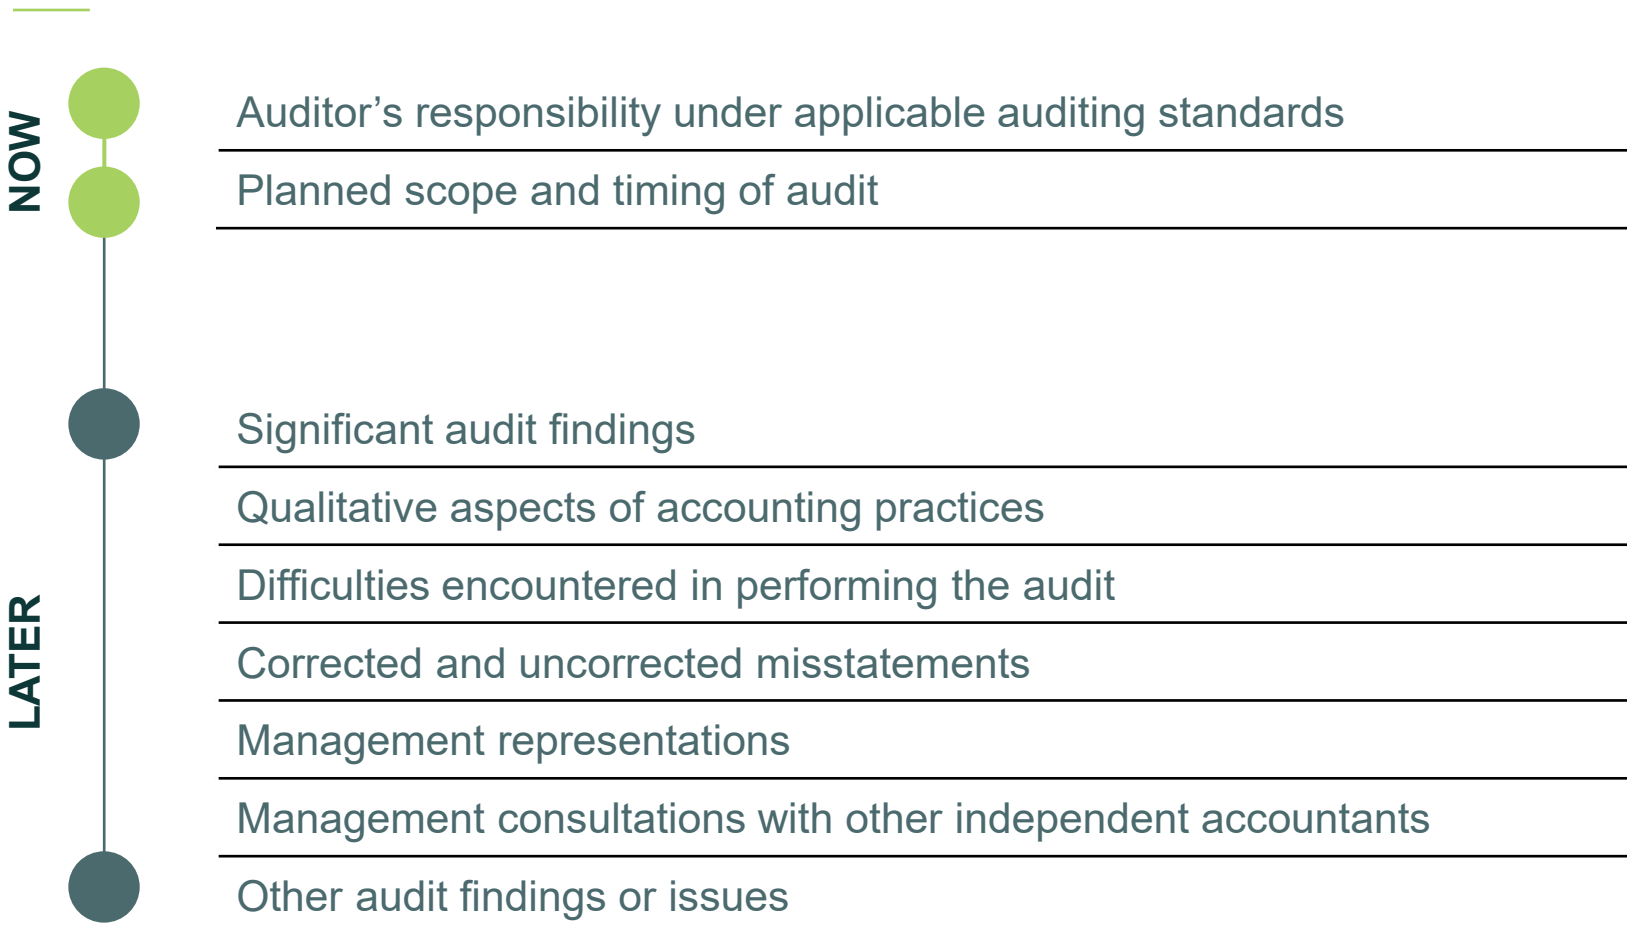 NOW
Auditor’s responsibility under applicable auditing standards
Planned scope and timing of audit
LATER
Significant audit findings
Qualitative aspects of accounting practices
Difficulties encountered in performing the audit
Corrected and uncorrected misstatements
Management representations
Management consultations with other independent accountants
Other audit findings or issues